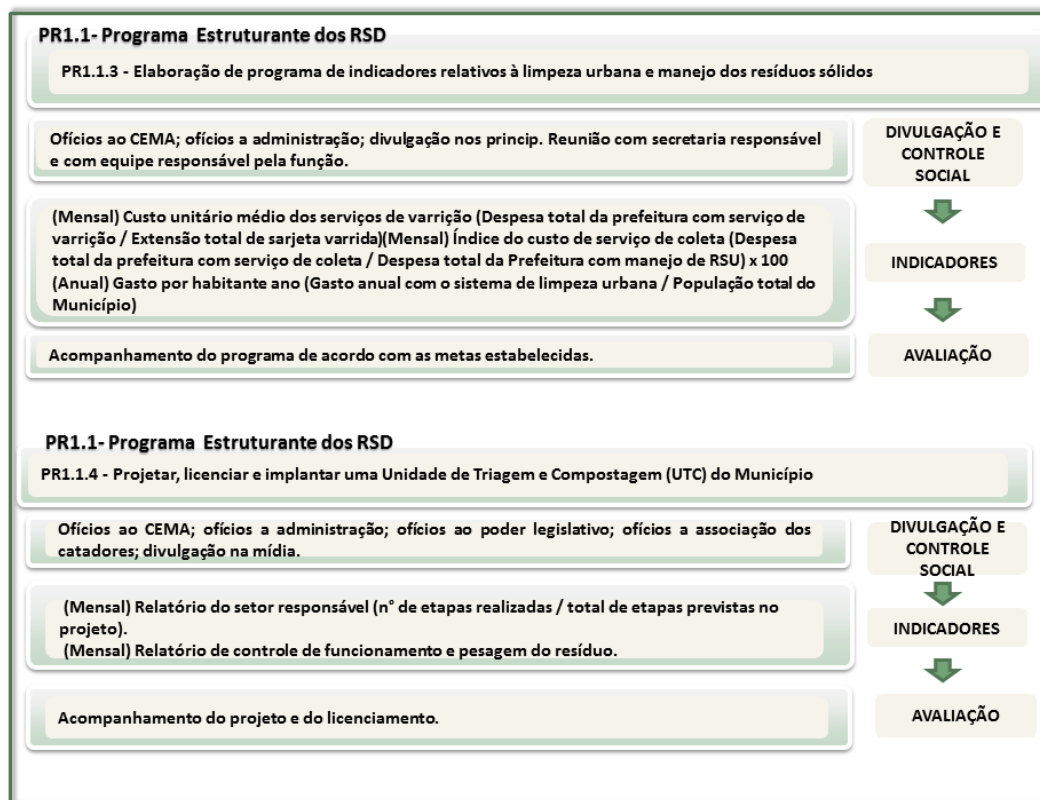 PR1.1- Programa Estruturante dos RSD
PR1.1.3 - Elaboração de programa de indicadores relativos à limpeza urbana e manejo dos resíduos sólidos
Ofícios ao CEMA; ofícios a administração; divulgação nos princip. Reunião com secretaria responsável
e com equipe responsável pela função.
DIVULGAÇÃO E
CONTROLE
SOCIAL
(Mensal) Custo unitário médio dos serviços de varrição (Despesa total da prefeitura com serviço de
varrição / Extensão total de sarjeta varrida)(Mensal) Índice do custo de serviço de coleta (Despesa
total da prefeitura com serviço de coleta / Despesa total da Prefeitura com manejo de RSU) x 100
(Anual) Gasto por habitante ano (Gasto anual com o sistema de limpeza urbana / População total do
Município)
INDICADORES
Acompanhamento do programa de acordo com as metas estabelecidas.
AVALIAÇÃO
PR1.1- Programa Estruturante dos RSD
PR1.1.4 - Projetar, licenciar e implantar uma Unidade de Triagem e Compostagem (UTC) do Município
Ofícios ao CEMA; ofícios a administração; ofícios ao poder legislativo; ofícios a associação dos
catadores; divulgação na mídia.
DIVULGAÇÃO E
CONTROLE
SOCIAL
(Mensal) Relatório do setor responsável (n° de etapas realizadas / total de etapas previstas no
projeto).
(Mensal) Relatório de controle de funcionamento e pesagem do resíduo.
INDICADORES
Acompanhamento do projeto e do licenciamento.
AVALIAÇÃO